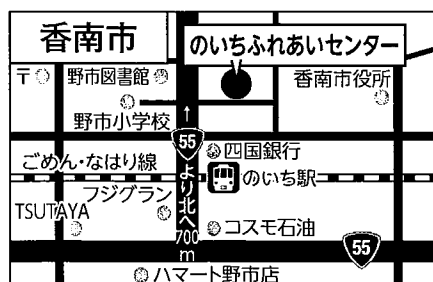 香南市
のいちふれあいセンター
〒
野市図書館
香南市役所
野市小学校
55
四国銀行
ごめん・なはり線
のいち駅
より北へ700m
フジグラン
TSUTAYA
コスモ石油
55
ハマート野市店